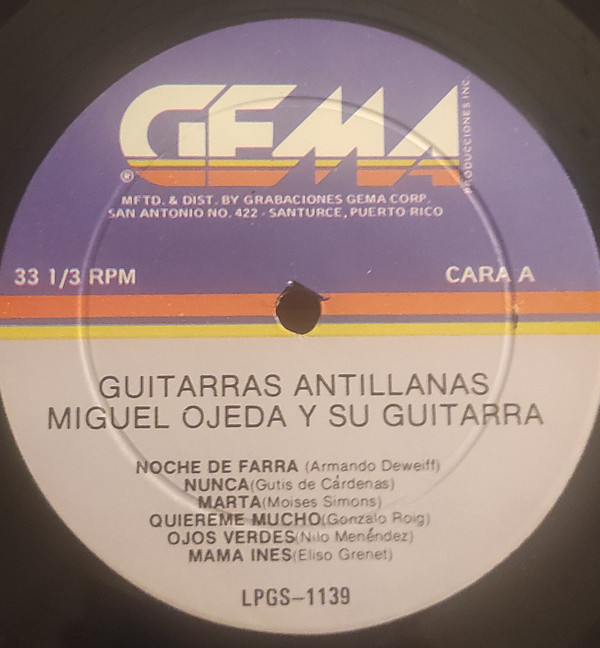 GEMA
PRODUCCIONES INC.
®
MFTD. & DIST. BY GRABACIONES GEMA CORP.
SAN ANTONIO NO. 422 - SANTURCE, PUERTO RICO
33 1/3 RPM
CARA A
GUITARRAS ANTILLANAS
MIGUEL OJEDA Y SU GUITARRA
NOCHE DE FARRA (Armando Deweiff)
NUNCA(Gutis de Cárdenas)
MARTA(Moises Simons)
QUIEREME MUCHO(Gonzalo Roig)
OJOS VERDES(Nilo Menéndez)
MAMA INES(Eliso Grenet)
LPGS-1139